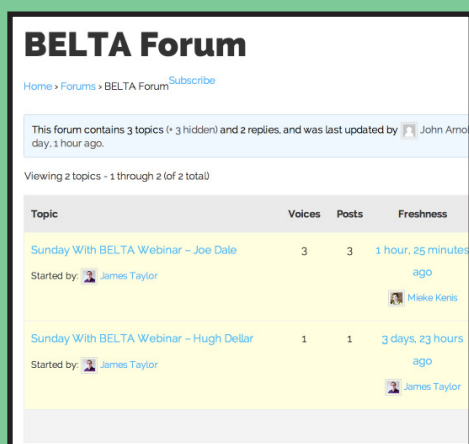 BELTA Forum
Home › Forums › BELTA Forum Subscribe
This forum contains 3 topics (+ 3 hidden) and 2 replies, and was last updated by John
day, 1 hour ago.
Viewing 2 topics - 1 through 2 (of 2 total)
Topic Voices Posts Freshness
Sunday With BELTA Webinar – Joe Dale 3 3 1 hour, 25 minutes
ago
Started by: James Taylor
Mieke Kenis
Sunday With BELTA Webinar – Hugh Dellar 1 1 3 days, 23 hours
ago
Started by: James Taylor
James Taylor